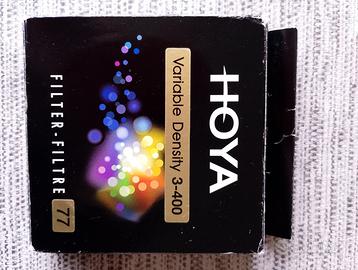 HOYA
Variable Density 3-400
FILTER-FILTRE 77